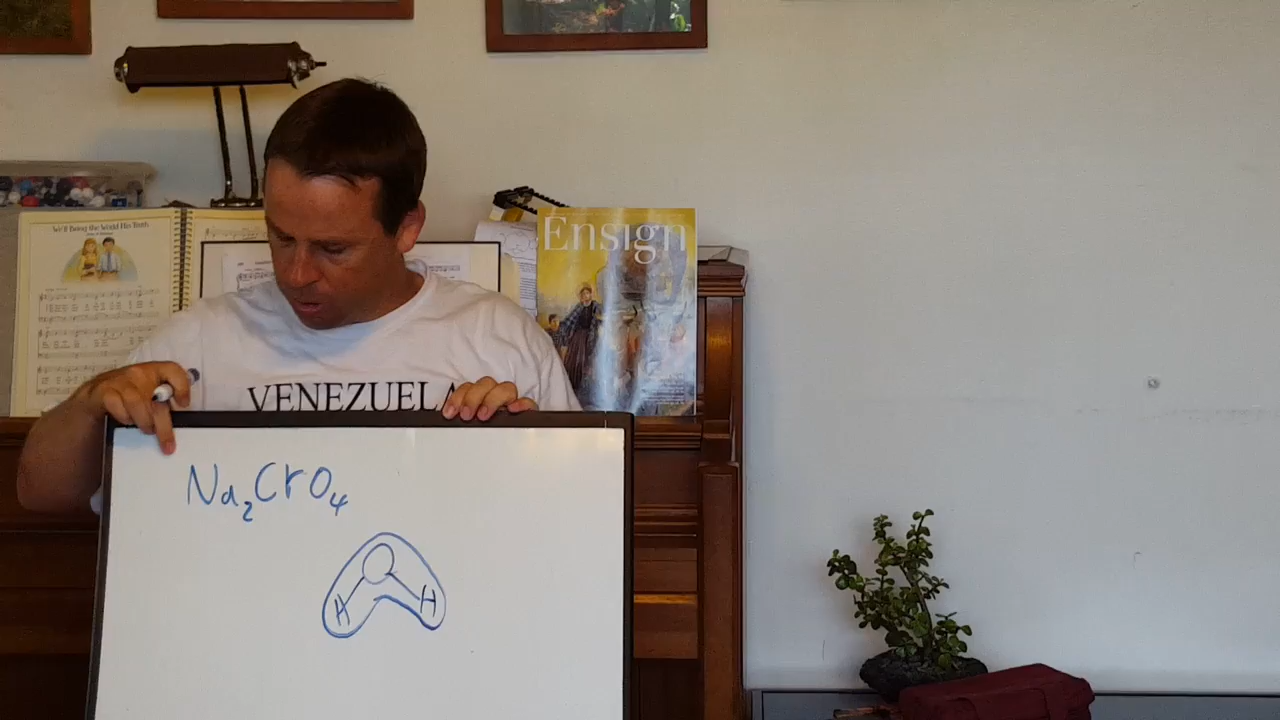 We'll Bring the World His Truth
Ensign
VENEZUELA
Na₂CrO₄
O
H H